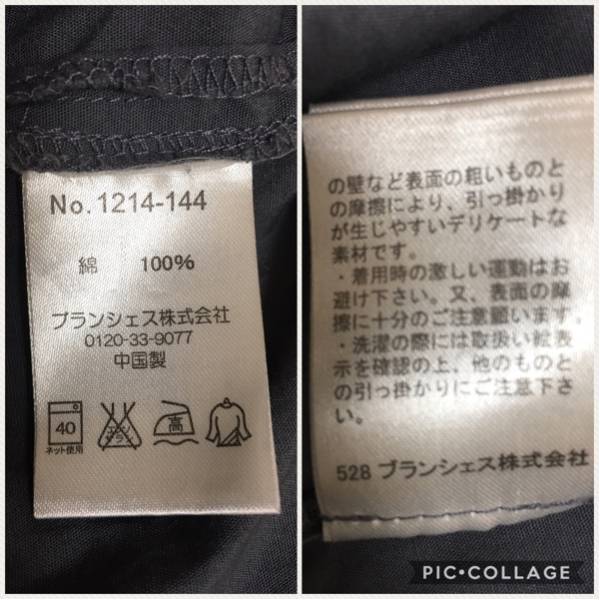 No.1214-144
綿 100%
ブランシェス株式会社
0120-33-9077
中国製
40
ネット使用
エンソサラシ
高
の壁など表面の粗いものと
の摩擦により、引っ掛かり
が生じやすいデリケートな
素材です。
・着用時の激しい運動はお
避け下さい。又、表面の摩
擦に十分のご注意願います。
・洗濯の際には取扱い絵表
示を確認の上、他のものと
の引っ掛かりにご注意下さ
い。
528 ブランシェス株式会社
PIC•COLLAGE